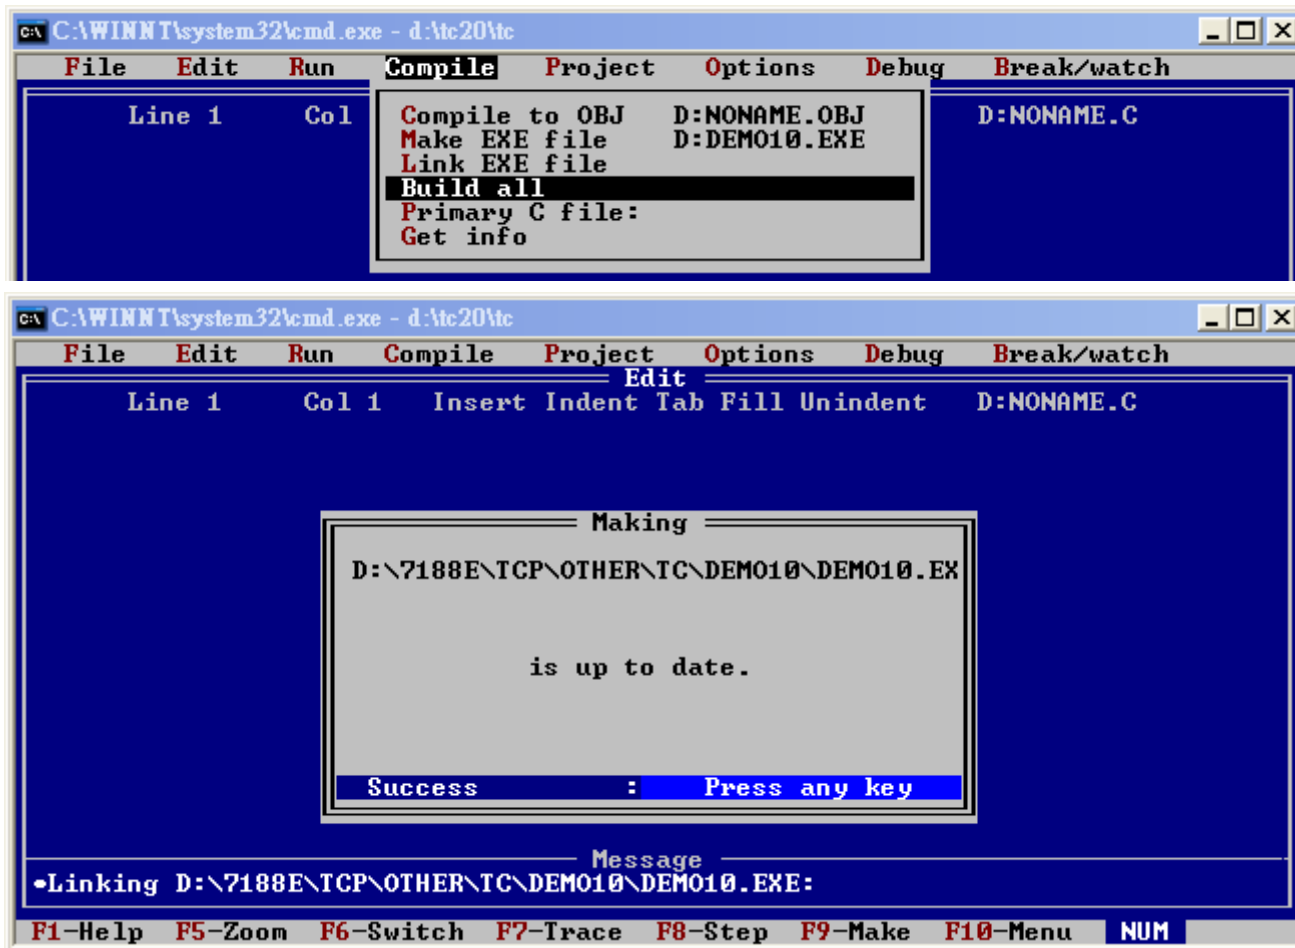 C:\WINNT\system32\cmd.exe - d:\tc20\tc
File Edit Run Compile Project Options Debug Break/watch
Line 1 Col D:NONAME.C
Compile to OBJ D:NONAME.OBJ
Make EXE file D:DEMO10.EXE
Link EXE file
Build all
Primary C file:
Get info
C:\WINNT\system32\cmd.exe - d:\tc20\tc
File Edit Run Compile Project Options Debug Break/watch
Edit
Line 1 Col 1 Insert Indent Tab Fill Unindent D:NONAME.C
Making
D:\7188E\TCP\OTHER\TC\DEMO10\DEMO10.EX
is up to date.
Success : Press any key
Message
•Linking D:\7188E\TCP\OTHER\TC\DEMO10\DEMO10.EXE:
F1-Help F5-Zoom F6-Switch F7-Trace F8-Step F9-Make F10-Menu NUM